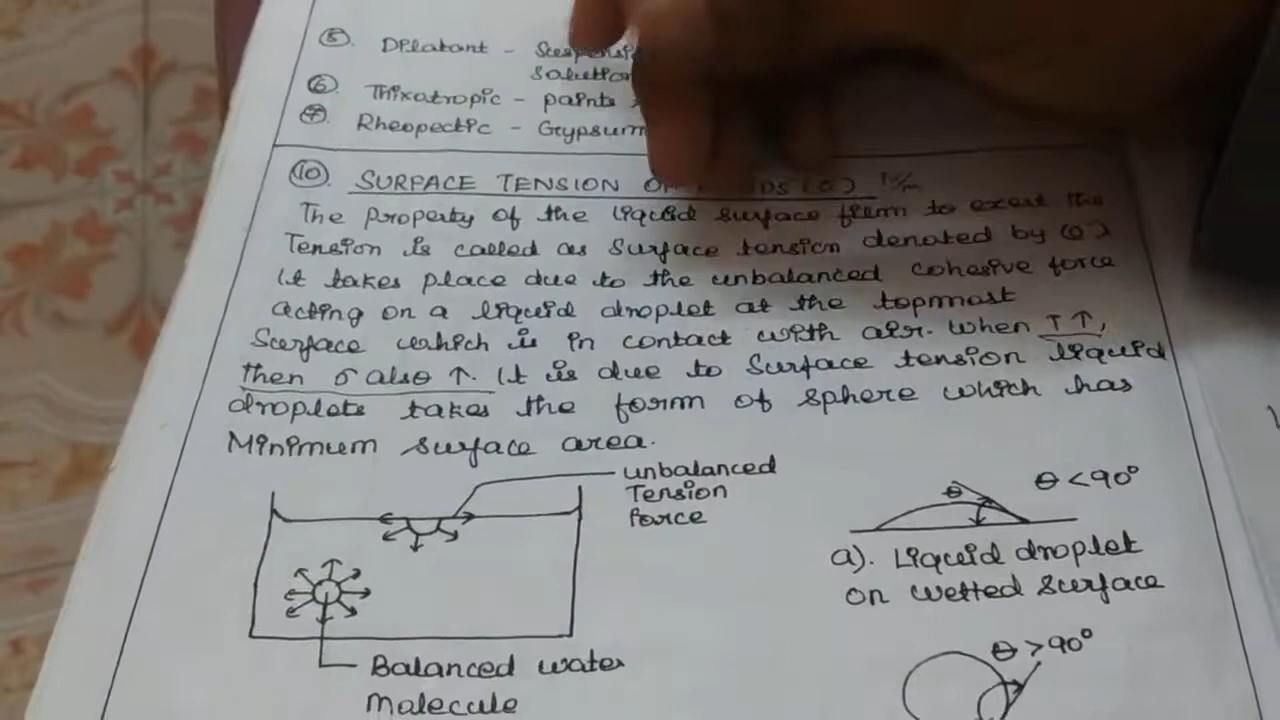 ⑤. Dilatant -
solution
⑥. Thixatropic - paints
⑦. Rheopectic - Gypsum
⑩. SURFACE TENSION N/m
The property of the liquid surface film to exert the
Tension is called as surface tension denoted by (σ)
it takes place due to the unbalanced cohesive force
acting on a liquid droplet at the topmost
Surface which is in contact with air. When T ↑,
then σ also ↑. It is due to surface tension liquid
droplets takes the form of sphere which has
Minimum surface area.
unbalanced
Tension
force
Balanced water
Malecule
θ
θ < 90°
a). Liquid droplet
on wetted surface
θ > 90°